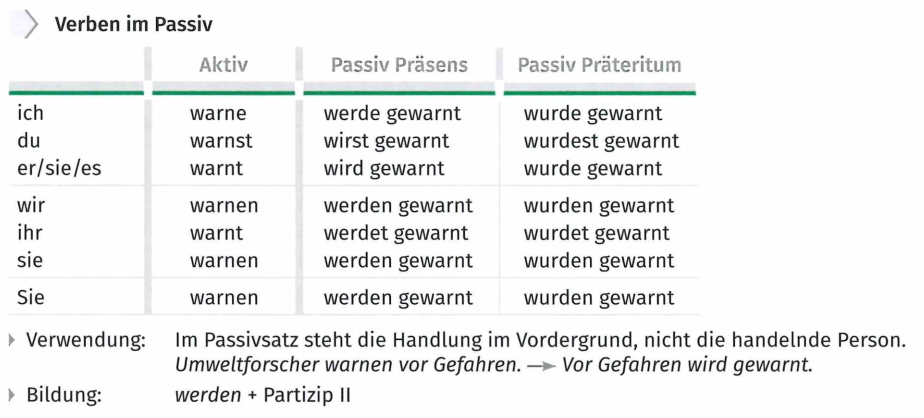 Verben im Passiv
Aktiv Passiv Präsens Passiv Präteritum
ich warne werde gewarnt wurde gewarnt
du warnst wirst gewarnt wurdest gewarnt
er/sie/es warnt wird gewarnt wurde gewarnt
wir warnen werden gewarnt wurden gewarnt
ihr warnt werdet gewarnt wurdet gewarnt
sie warnen werden gewarnt wurden gewarnt
Sie warnen werden gewarnt wurden gewarnt
Verwendung: Im Passivsatz steht die Handlung im Vordergrund, nicht die handelnde Person.
Umweltforscher warnen vor Gefahren. → Vor Gefahren wird gewarnt.
Bildung: werden + Partizip II